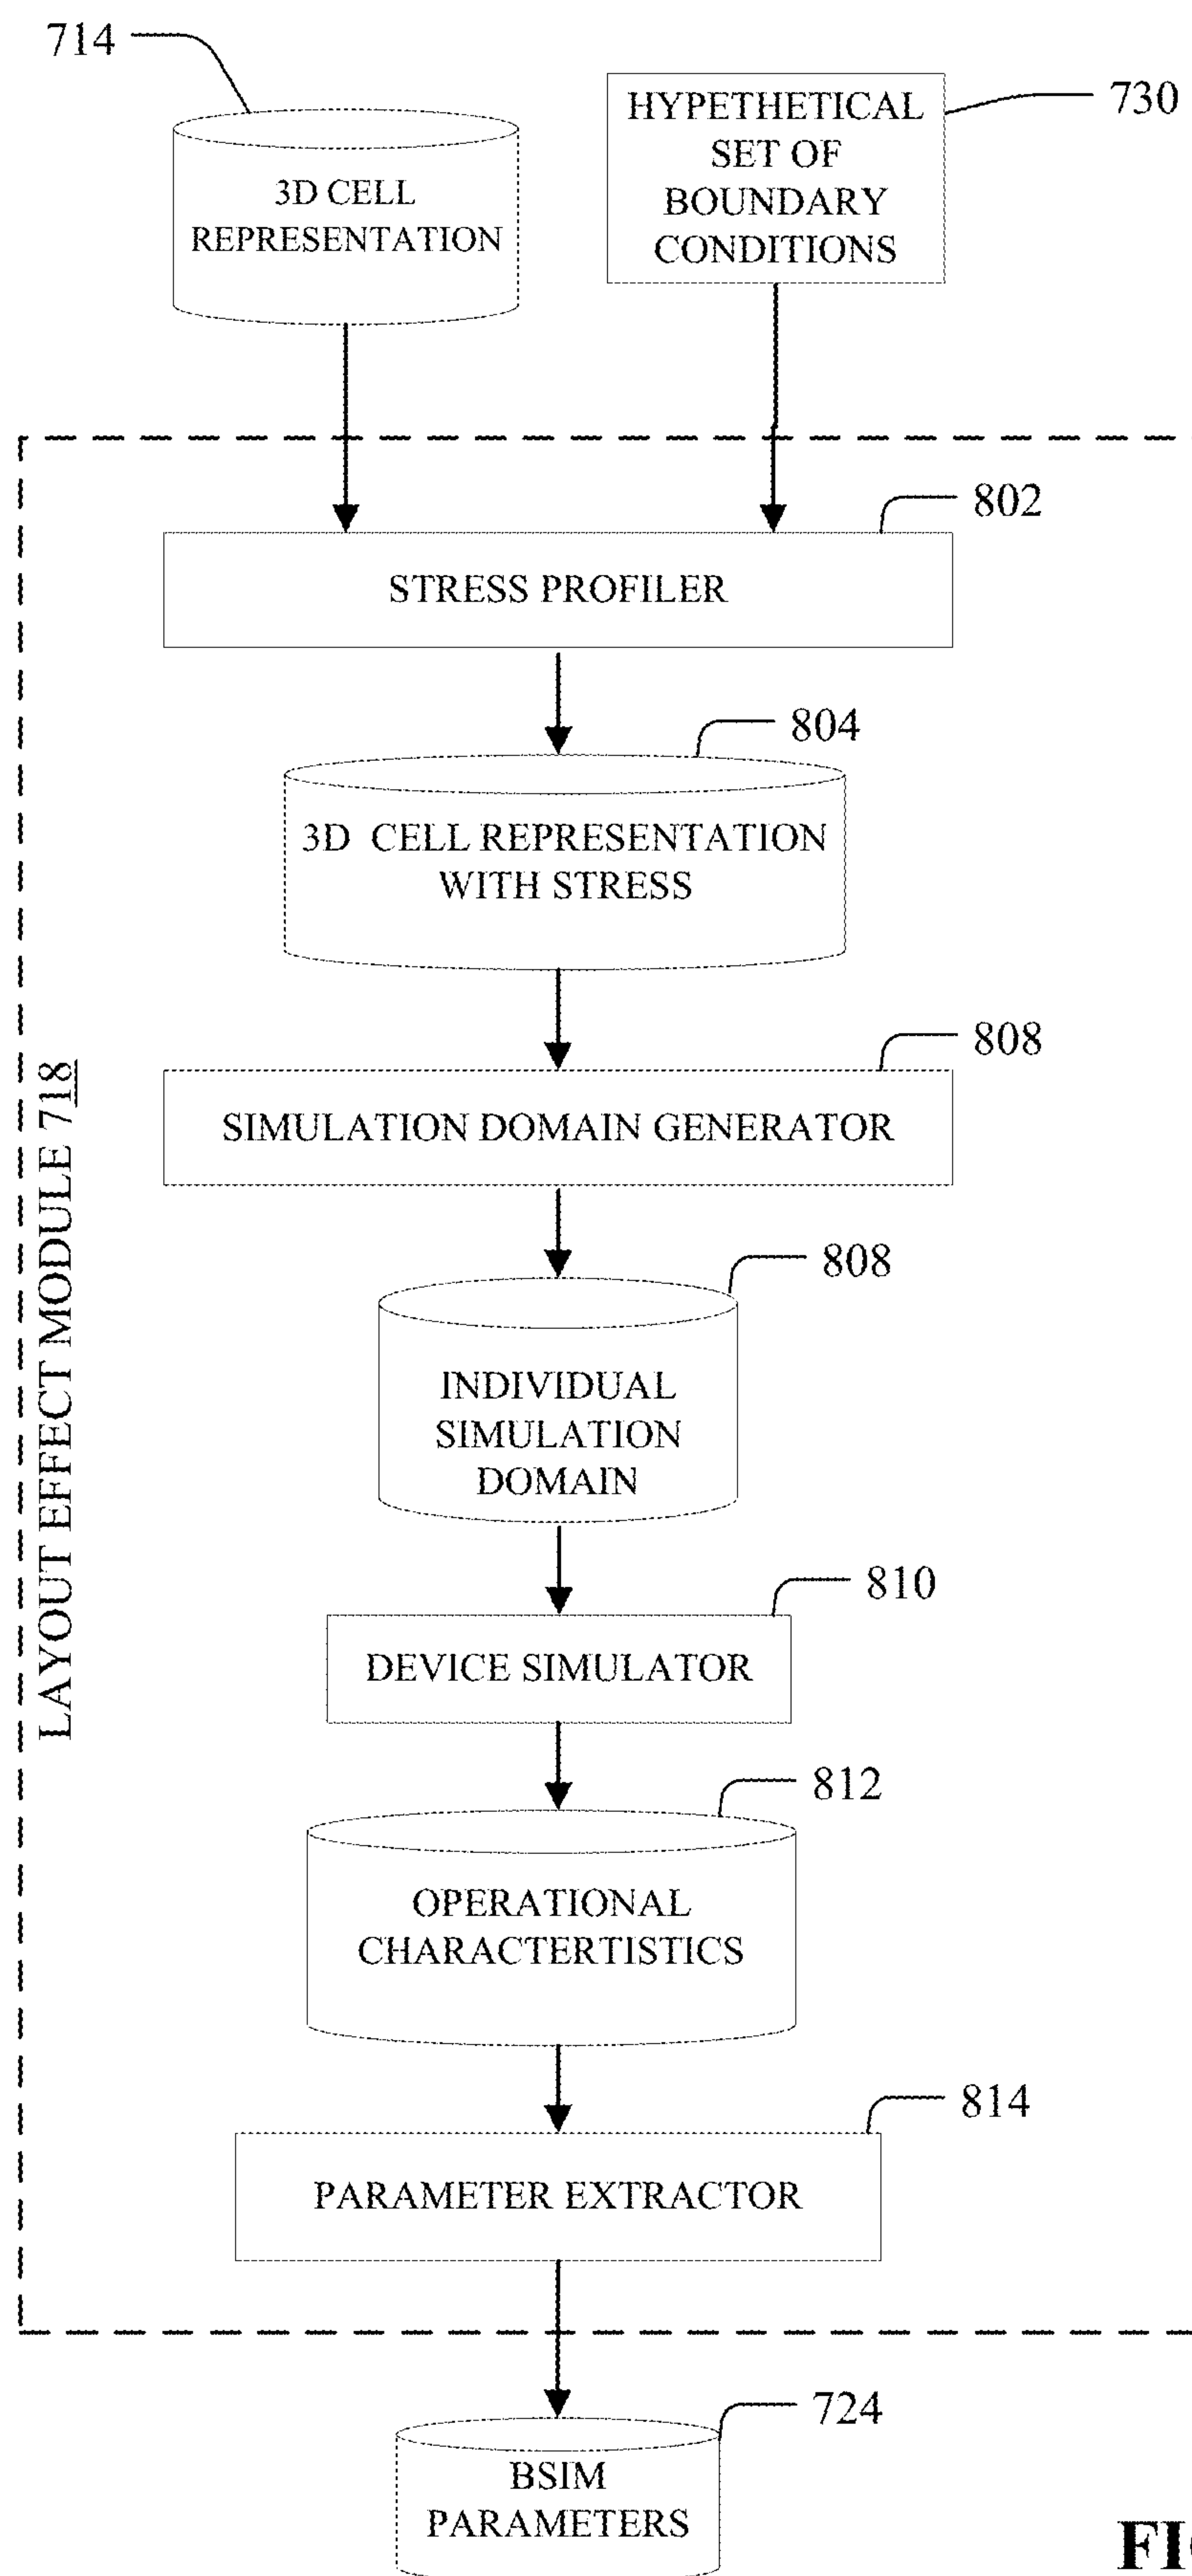 714
3D CELL
REPRESENTATION
HYPETHETICAL
SET OF
BOUNDARY
CONDITIONS
730
802
STRESS PROFILER
804
3D CELL REPRESENTATION
WITH STRESS
808
SIMULATION DOMAIN GENERATOR
LAYOUT EFFECT MODULE 718
808
INDIVIDUAL
SIMULATION
DOMAIN
810
DEVICE SIMULATOR
812
OPERATIONAL
CHARACTERTISTICS
814
PARAMETER EXTRACTOR
724
BSIM
PARAMETERS